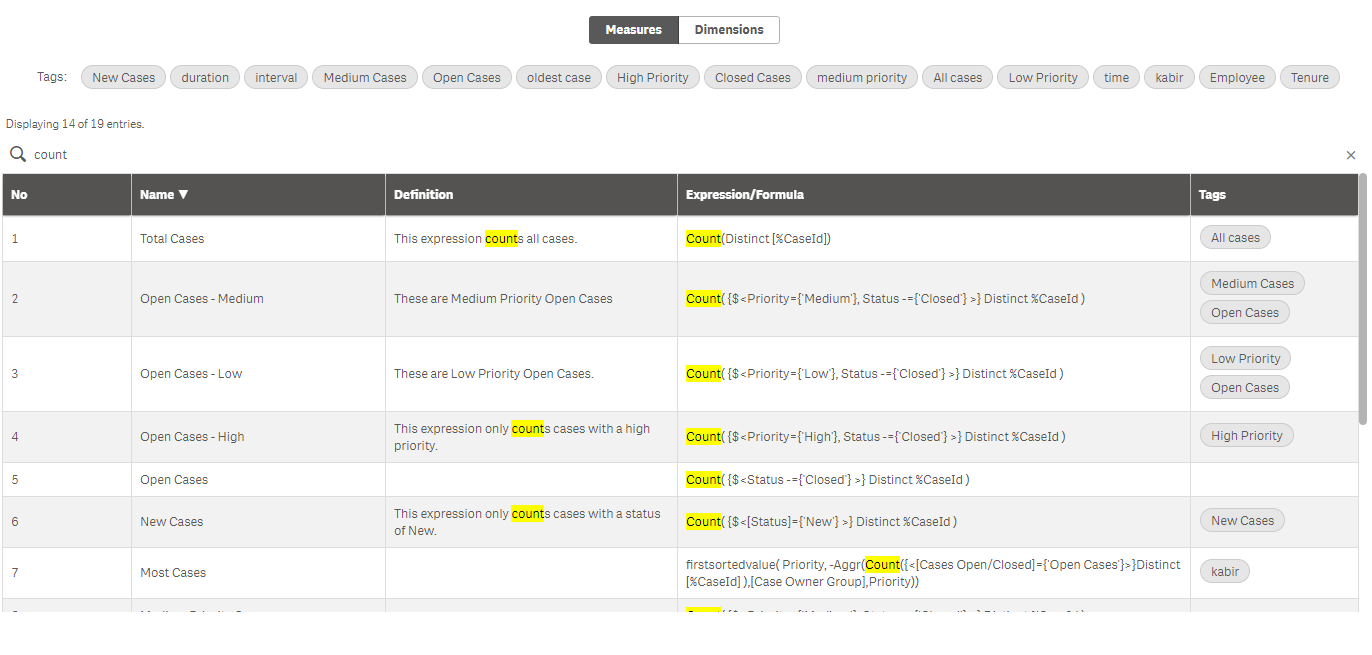 Measures Dimensions
Tags: New Cases duration interval Medium Cases Open Cases oldest case High Priority Closed Cases medium priority All cases Low Priority time kabir Employee Tenure
Displaying 14 of 19 entries.
count ×
No Name ▼ Definition Expression/Formula Tags
1 Total Cases This expression counts all cases. Count(Distinct [%CaseId]) All cases
2 Open Cases - Medium These are Medium Priority Open Cases Count( {$<Priority={'Medium'}, Status -={'Closed'} >} Distinct %CaseId ) Medium Cases
Open Cases
3 Open Cases - Low These are Low Priority Open Cases. Count( {$<Priority={'Low'}, Status -={'Closed'} >} Distinct %CaseId ) Low Priority
Open Cases
4 Open Cases - High This expression only counts cases with a high
priority. Count( {$<Priority={'High'}, Status -={'Closed'} >} Distinct %CaseId ) High Priority
5 Open Cases Count( {$<Status -={'Closed'} >} Distinct %CaseId )
6 New Cases This expression only counts cases with a status
of New. Count( {$<[Status]={'New'} >} Distinct %CaseId ) New Cases
7 Most Cases firstsortedvalue( Priority, -Aggr(Count({<[Cases Open/Closed]={'Open Cases'}>}Distinct
[%CaseId] ),[Case Owner Group],Priority)) kabir